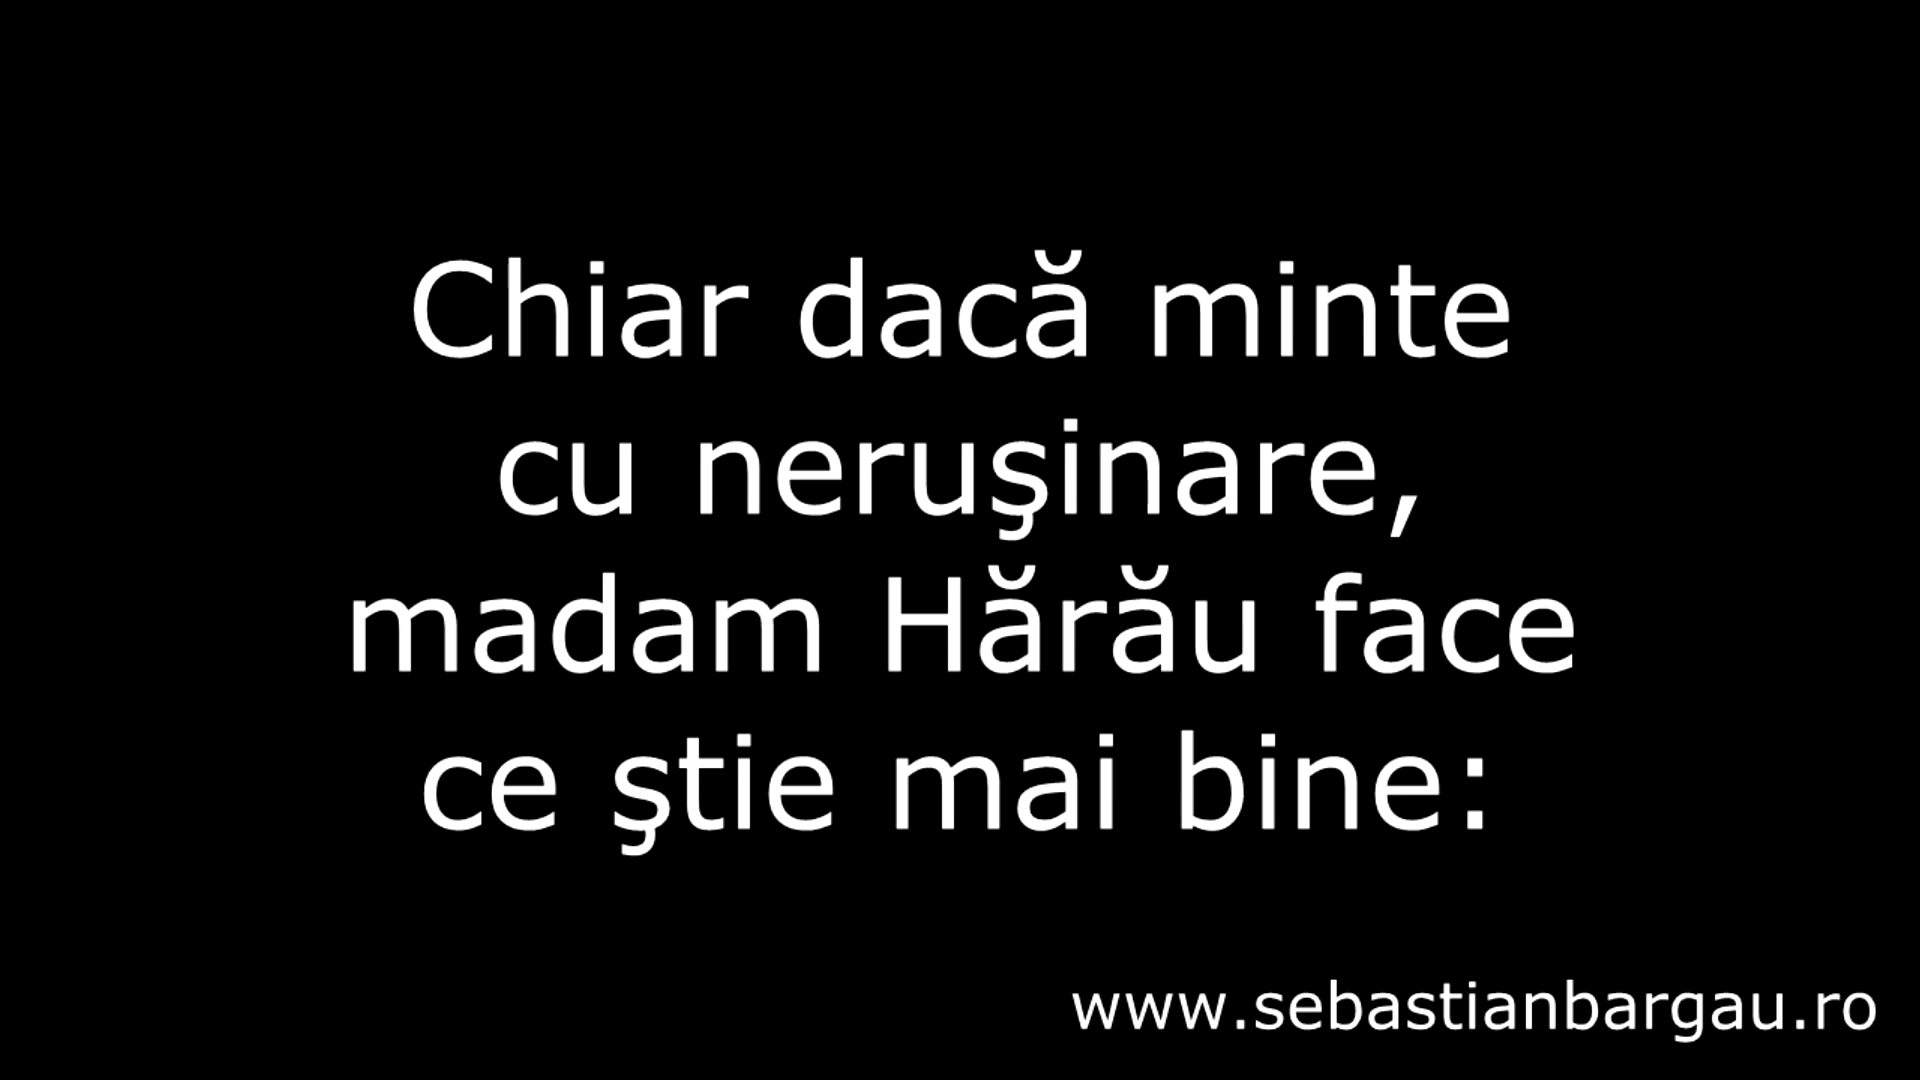 Chiar dacă minte
cu neruşinare,
madam Hărău face
ce ştie mai bine:
www.sebastianbargau.ro